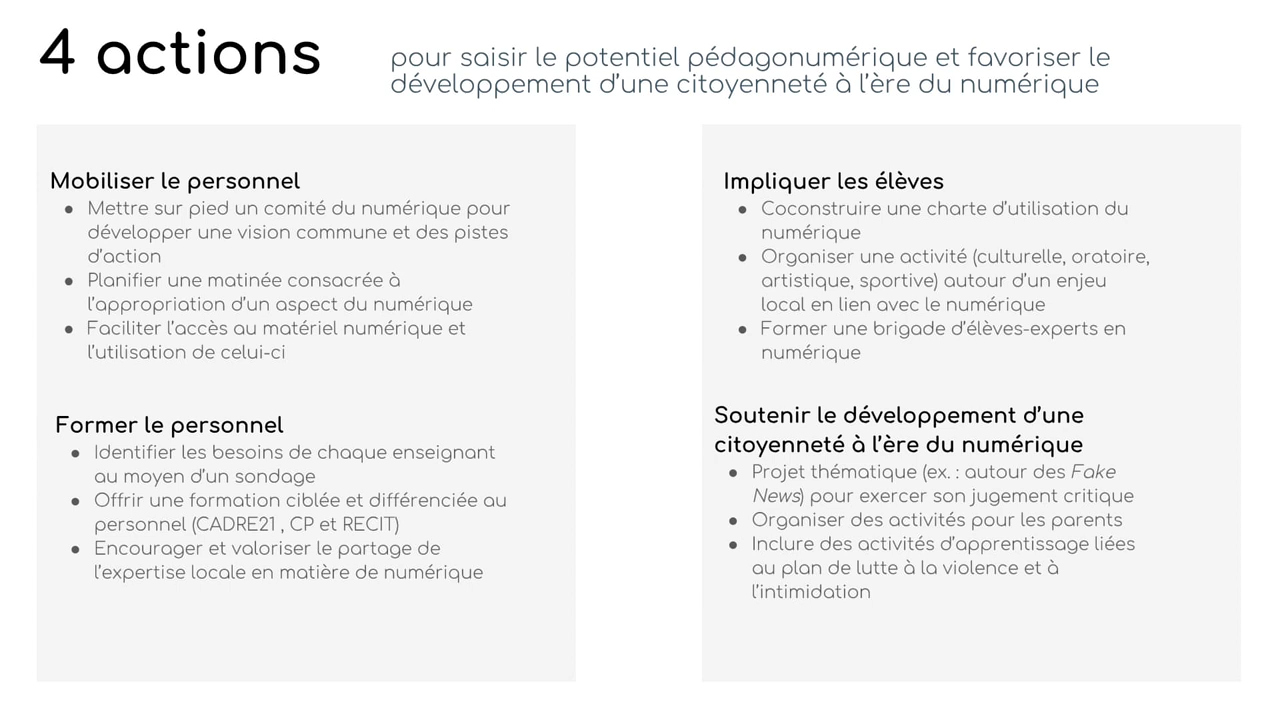 4 actions
pour saisir le potentiel pédagonumérique et favoriser le
développement d'une citoyenneté à l'ère du numérique
Mobiliser le personnel
● Mettre sur pied un comité du numérique pour
développer une vision commune et des pistes
d'action
● Planifier une matinée consacrée à
l'appropriation d'un aspect du numérique
● Faciliter l'accès au matériel numérique et
l'utilisation de celui-ci
Former le personnel
● Identifier les besoins de chaque enseignant
au moyen d'un sondage
● Offrir une formation ciblée et différenciée au
personnel (CADRE21 , CP et RECIT)
● Encourager et valoriser le partage de
l'expertise locale en matière de numérique
Impliquer les élèves
● Coconstruire une charte d'utilisation du
numérique
● Organiser une activité (culturelle, oratoire,
artistique, sportive) autour d'un enjeu
local en lien avec le numérique
● Former une brigade d'élèves-experts en
numérique
Soutenir le développement d'une
citoyenneté à l'ère du numérique
● Projet thématique (ex. : autour des Fake
News) pour exercer son jugement critique
● Organiser des activités pour les parents
● Inclure des activités d'apprentissage liées
au plan de lutte à la violence et à
l'intimidation